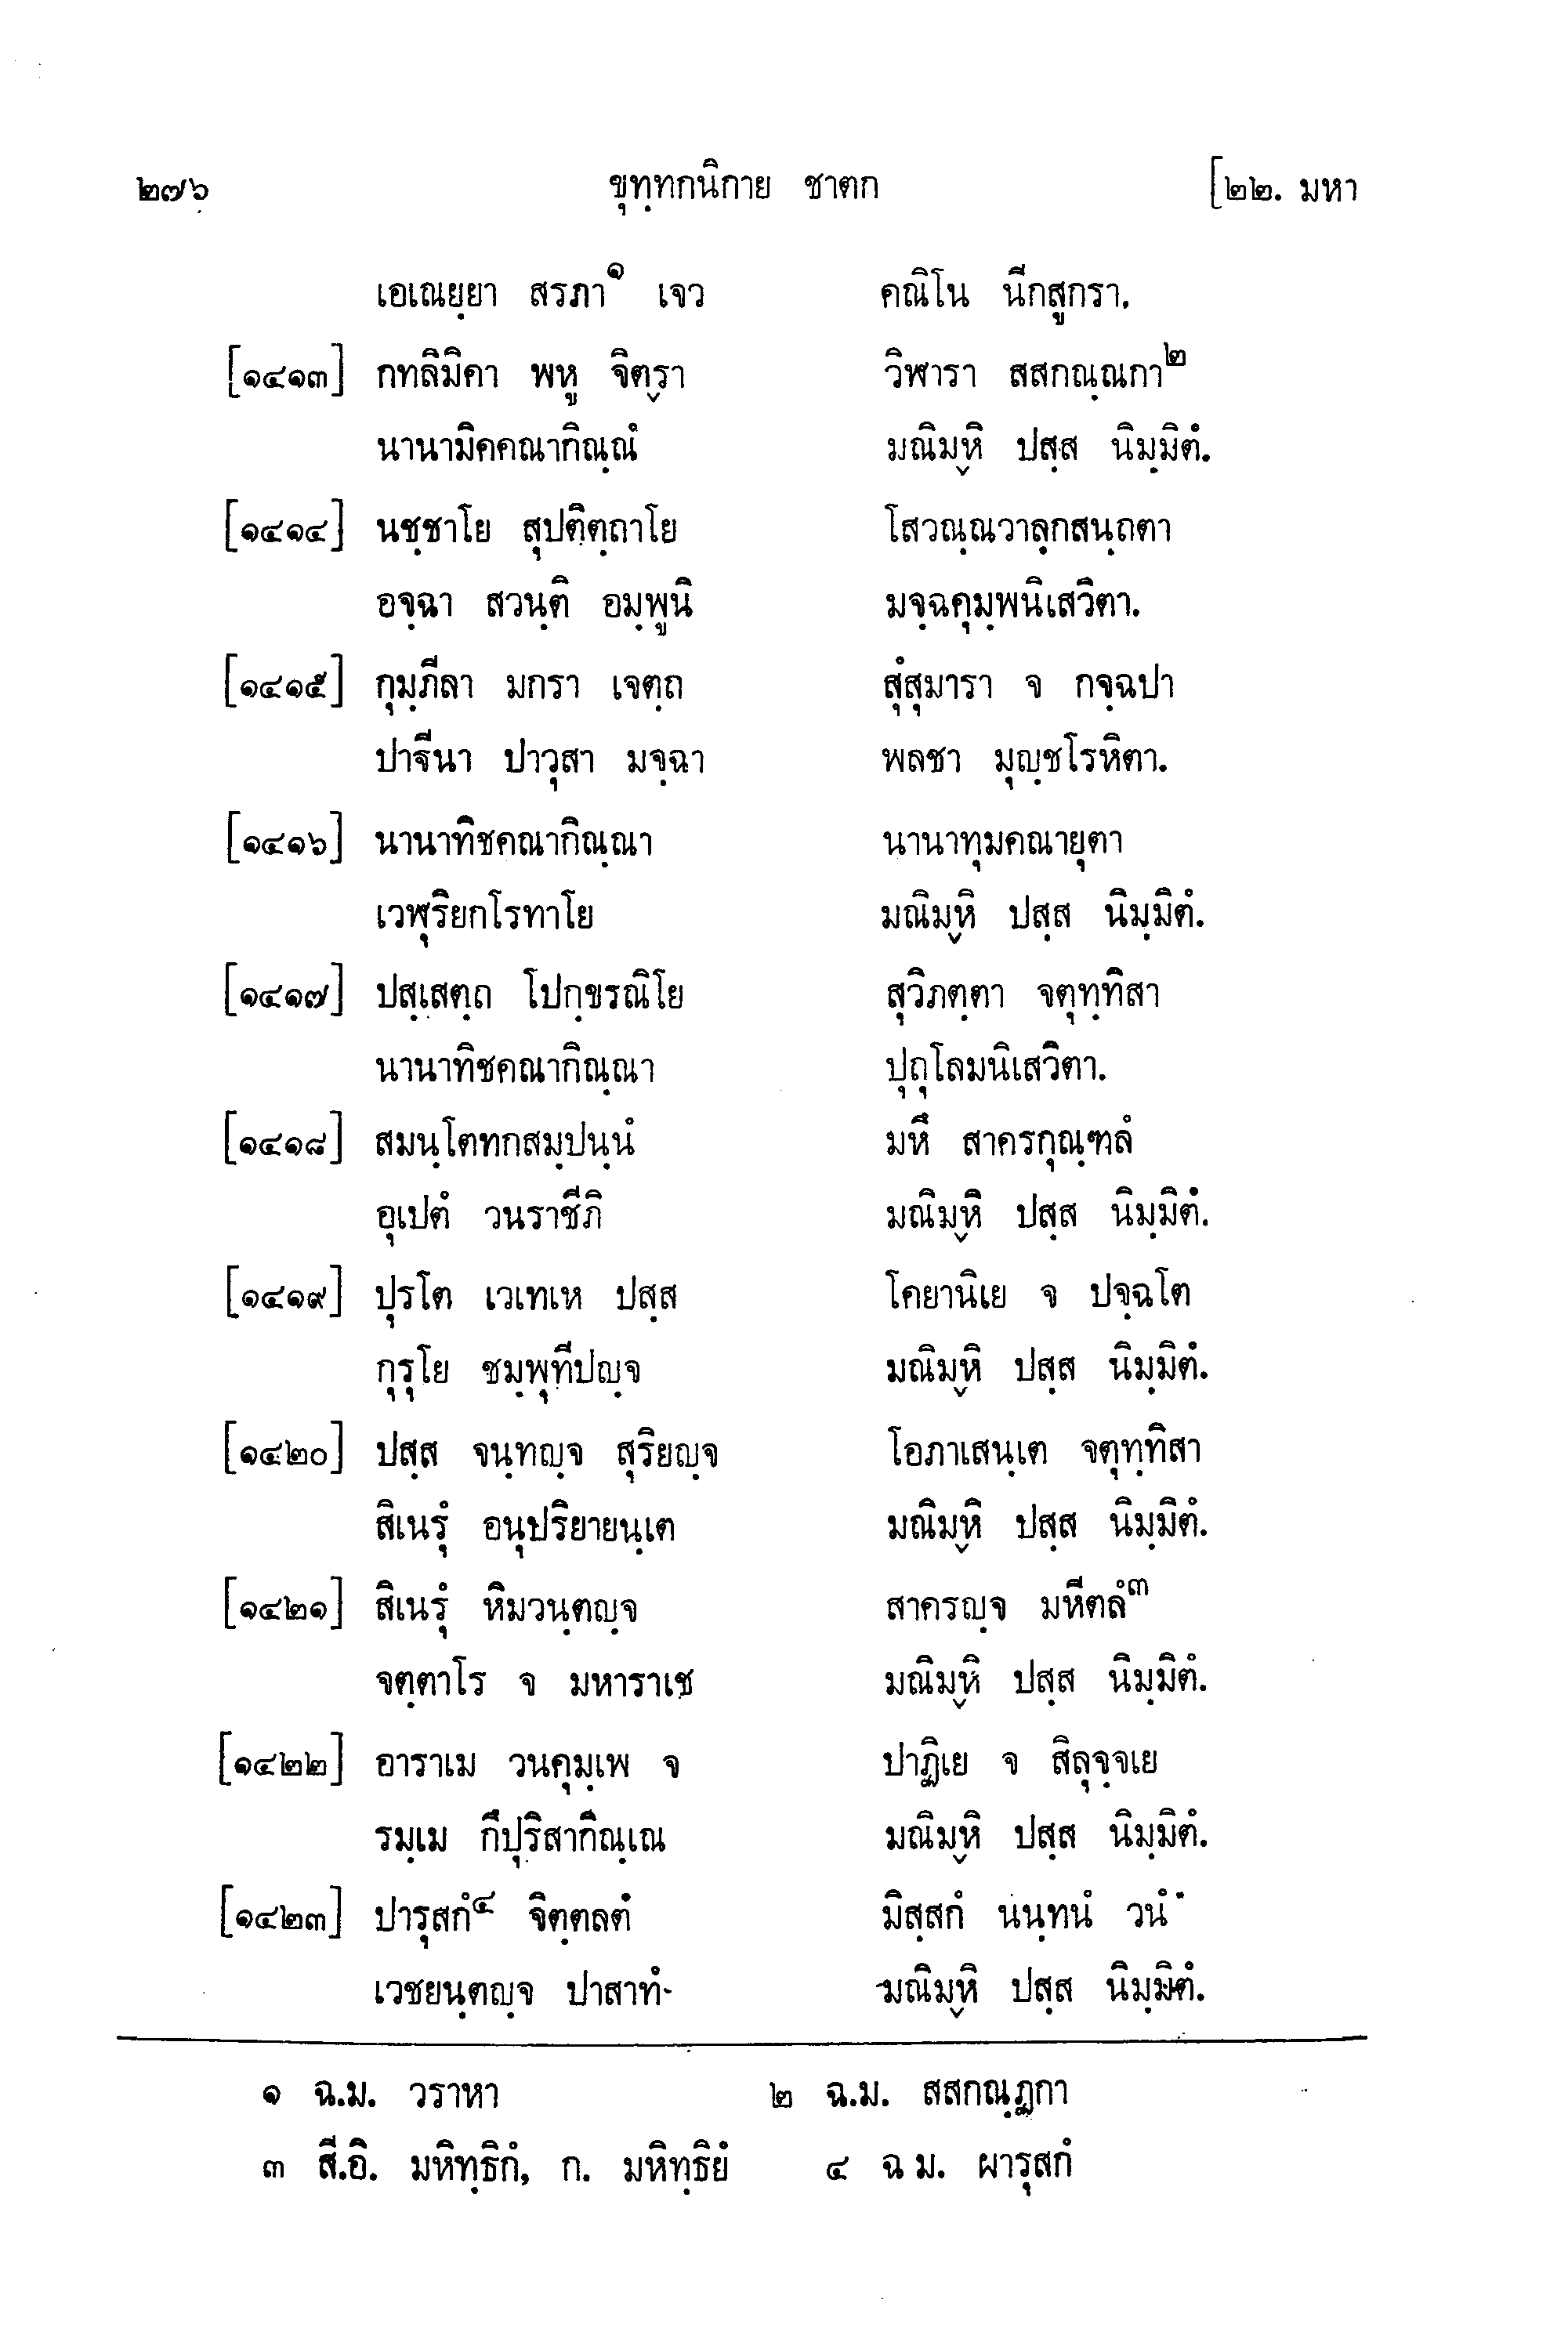 ๒๗๖ ขุทฺทกนิกาย ชาตก [๒๒. มหา
เอเณยฺยา สรภา๑ เจว คณิโน นีกสูกรา.
[๑๔๑๓] กทลิมิคา พหู จิตฺรา วิฬารา สสกณฺณกา๒
นานามิคคณากิณฺณํ มณิมฺหิ ปสฺส นิมฺมิตํ.
[๑๔๑๔] นชฺชาโย สุปติตฺถาโย โสวณฺณวาลุกสนฺถตา
อจฺฉา สวนฺติ อมฺพูนิ มจฺฉคุมฺพนิเสวิตา.
[๑๔๑๕] กุมฺภีลา มกรา เจตฺถ สุํสุมารา จ กจฺฉปา
ปาจีนา ปาวุสา มจฺฉา พลชา มุญฺชโรหิตา.
[๑๔๑๖] นานาทิชคณากิณฺณา นานาทุมคณายุตา
เวฬุริยกโรทาโย มณิมฺหิ ปสฺส นิมฺมิตํ.
[๑๔๑๗] ปสฺเสตฺถ โปกฺขรณิโย สุวิภตฺตา จตุทฺทิสา
นานาทิชคณากิณฺณา ปุถุโลมนิเสวิตา.
[๑๔๑๘] สมนฺโตทกสมฺปนฺนํ มหึ สาครกุณฺฑลํ
อุเปตํ วนราชีภิ มณิมฺหิ ปสฺส นิมฺมิตํ.
[๑๔๑๙] ปุรโต เวเทเห ปสฺส โคยานิเย จ ปจฺฉโต
กุรุโย ชมฺพุทีปญฺจ มณิมฺหิ ปสฺส นิมฺมิตํ.
[๑๔๒๐] ปสฺส จนฺทญฺจ สุริยญฺจ โอภาเสนฺเต จตุทฺทิสา
สิเนรุํ อนุปริยายนฺเต มณิมฺหิ ปสฺส นิมฺมิตํ.
[๑๔๒๑] สิเนรุํ หิมวนฺตญฺจ สาครญฺจ มหีตลํ๓
จตฺตาโร จ มหาราเช มณิมฺหิ ปสฺส นิมฺมิตํ.
[๑๔๒๒] อาราเม วนคุมฺเพ จ ปาฏิเย จ สิลุจฺจเย
รมฺเม กึปุริสากิณฺเณ มณิมฺหิ ปสฺส นิมฺมิตํ.
[๑๔๒๓] ปารุสกํ๔ จิตฺตลตํ มิสฺสกํ นนฺทนํ วนํ
เวชยนฺตญฺจ ปาสาทํ มณิมฺหิ ปสฺส นิมฺมิตํ.
๑ ฉ.ม. วราหา ๒ ฉ.ม. สสกณฺฏกา
๓ สี.อิ. มหิทฺธิกํ, ก. มหิทฺธิยํ ๔ ฉ ม. ผารุสกํ